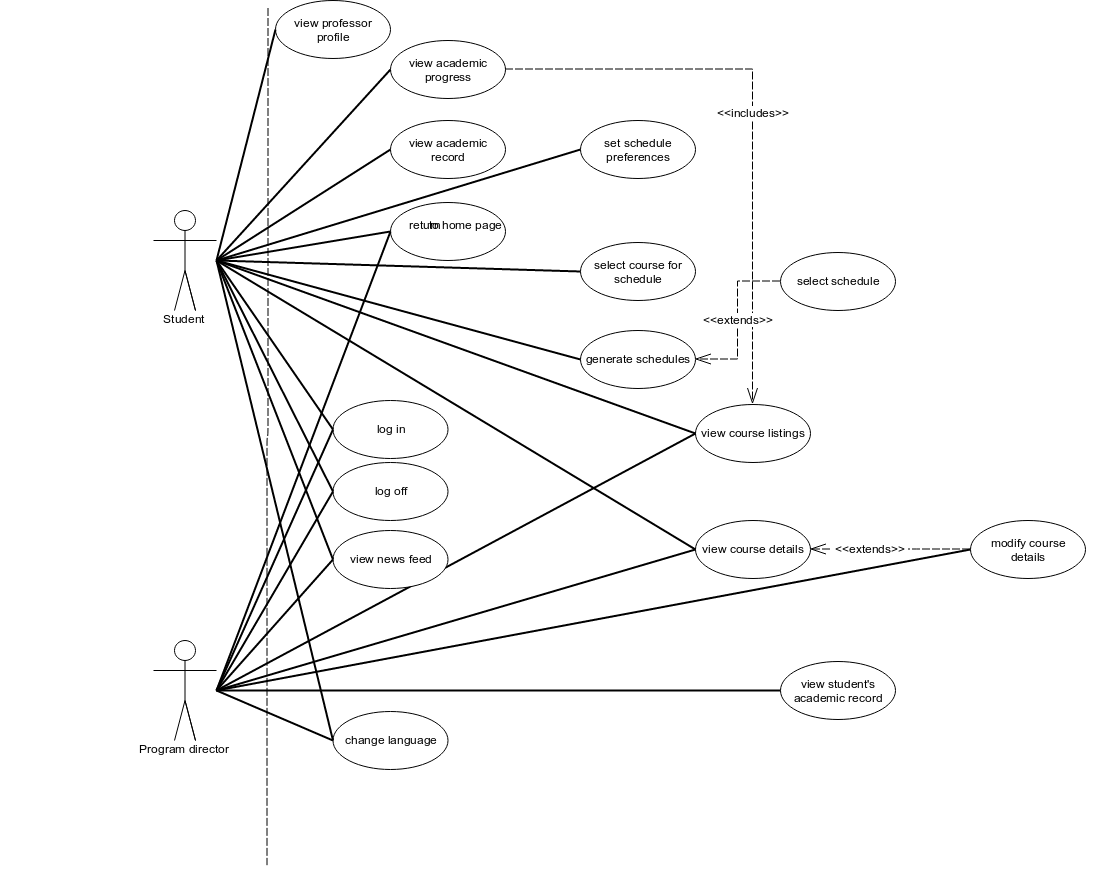 view professor
profile
view academic
progress
<<includes>>
view academic
record
set schedule
preferences
return home page
select course for
schedule
select schedule
Student
<<extends>>
generate schedules
log in
view course listings
log off
view news feed
view course details
<<extends>>
modify course
details
view student's
academic record
Program director
change language